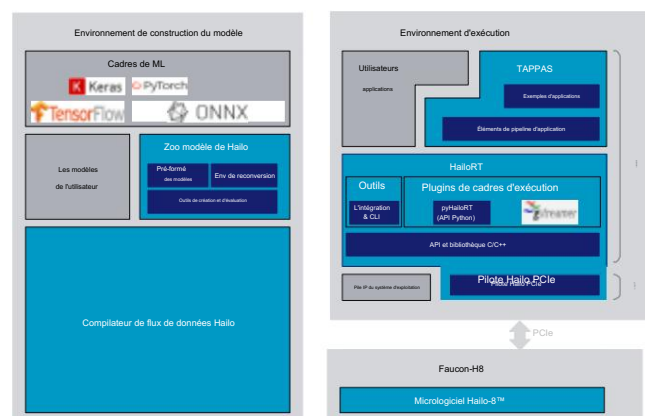 Environnement de construction du modèle
Cadres de ML
Keras
PyTorch
TensorFlow
ONNX
Les modèles
de l'utilisateur
Zoo modèle de Hailo
Pré-formé
des modèles
Env de reconversion
Outils de création et d'évaluation
Compilateur de flux de données Hailo
Environnement d'exécution
Utilisateurs
applications
TAPPAS
Exemples d'applications
Éléments de pipeline d'application
HailoRT
Outils
L'intégration
& CLI
Plugins de cadres d'exécution
pyHailoRT
(API Python)
API et bibliothèque C/C++
Pile IP du système d'exploitation
Pilote Hailo PCIe
Pilote Hailo PCIe
PCIe
Faucon-H8
Micrologiciel Hailo-8™